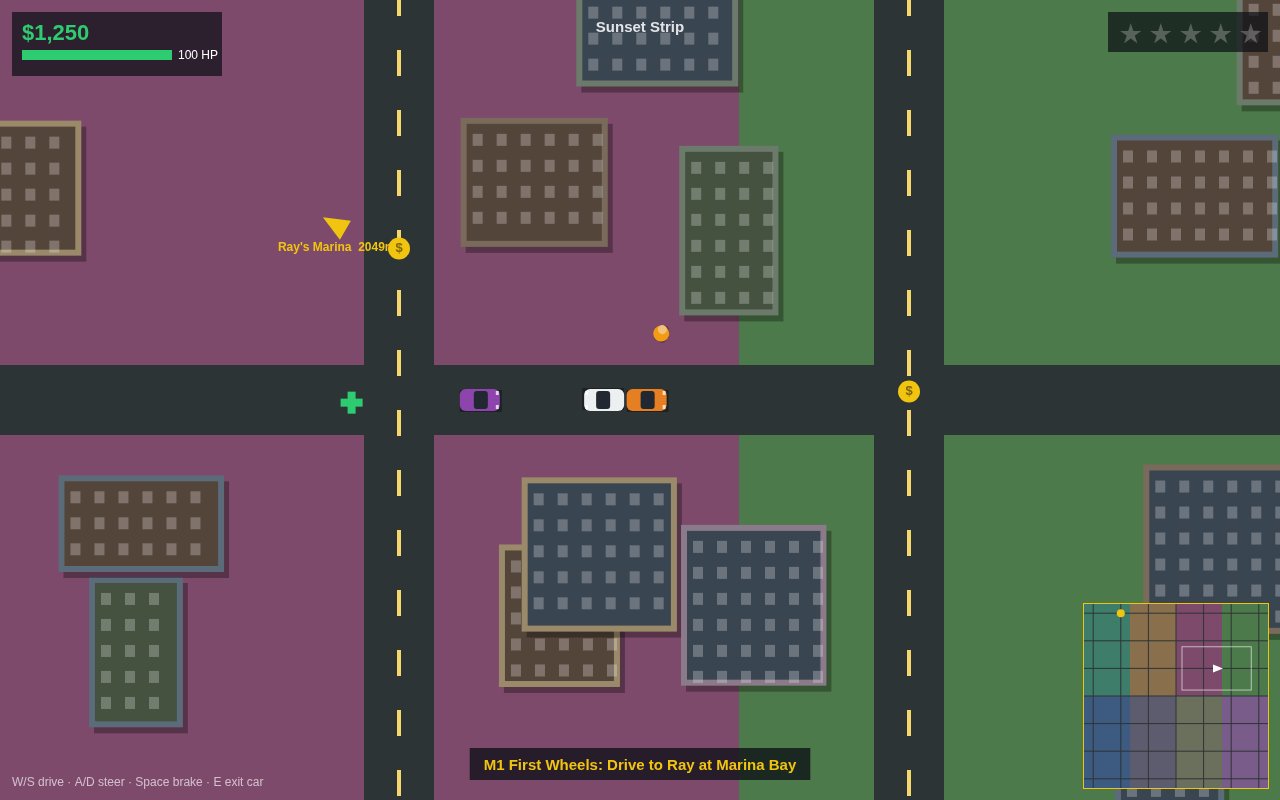 $1,250
100 HP
Sunset Strip
★★★★★
Ray's Marina 2049m
$
$
M1 First Wheels: Drive to Ray at Marina Bay
W/S drive · A/D steer · Space brake · E exit car